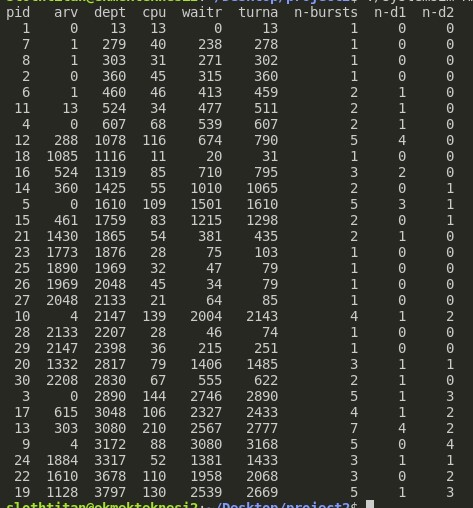 pid arv dept cpu waitr turna n-bursts n-d1 n-d2
1 0 13 13 0 13 1 0 0
7 1 279 40 238 278 1 0 0
8 1 303 31 271 302 1 0 0
2 0 360 45 315 360 1 0 0
6 1 460 46 413 459 2 1 0
11 13 524 34 477 511 2 1 0
4 0 607 68 539 607 2 1 0
12 288 1078 116 674 790 5 4 0
18 1085 1116 11 20 31 1 0 0
16 524 1319 85 710 795 3 2 0
14 360 1425 55 1010 1065 2 0 1
5 0 1610 109 1501 1610 5 3 1
15 461 1759 83 1215 1298 2 0 1
21 1430 1865 54 381 435 2 1 0
23 1773 1876 28 75 103 1 0 0
25 1890 1969 32 47 79 1 0 0
26 1969 2048 45 34 79 1 0 0
27 2048 2133 21 64 85 1 0 0
10 4 2147 139 2004 2143 4 1 2
28 2133 2207 28 46 74 1 0 0
29 2147 2398 36 215 251 1 0 0
20 1332 2817 79 1406 1485 3 1 1
30 2208 2830 67 555 622 2 1 0
3 0 2890 144 2746 2890 5 1 3
17 615 3048 106 2327 2433 4 1 2
13 303 3080 210 2567 2777 7 4 2
9 4 3172 88 3080 3168 5 0 4
24 1884 3317 52 1381 1433 3 1 1
22 1610 3678 110 1958 2068 3 0 2
19 1128 3797 130 2539 2669 5 1 3
slothtitan@ekmekteknesi2:~/Desktop/project2$